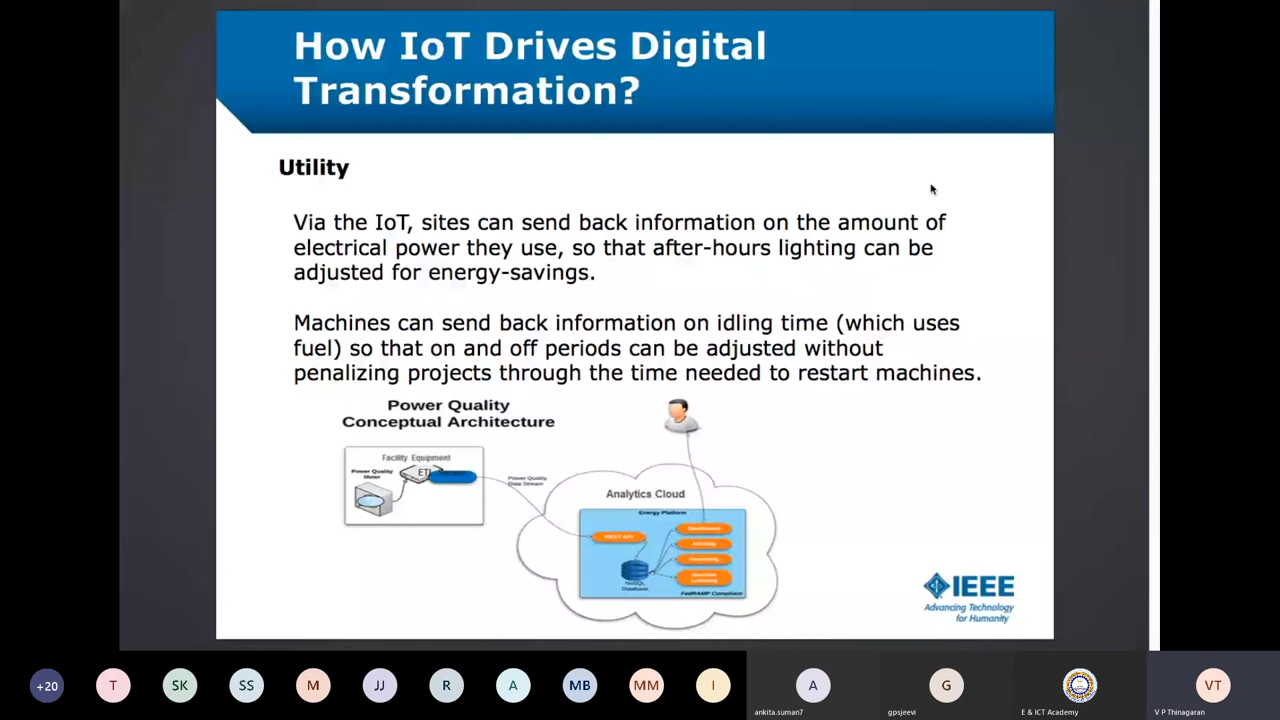 How IoT Drives Digital
Transformation?
Utility
Via the IoT, sites can send back information on the amount of
electrical power they use, so that after-hours lighting can be
adjusted for energy-savings.
Machines can send back information on idling time (which uses
fuel) so that on and off periods can be adjusted without
penalizing projects through the time needed to restart machines.
Power Quality
Conceptual Architecture
Facility Equipment
Power Quality
Meter
Power Quality
Data Stream
Analytics Cloud
Energy Platform
REST API
NoSQL
Database
Machine
Learning
FedRAMP Compliant
IEEE
Advancing Technology
for Humanity
+20
T
SK
SS
M
JJ
R
A
MB
MM
I
A
G
VT
ankita.suman7
gpsjeevi
E & ICT Academy
V P Thinagaran